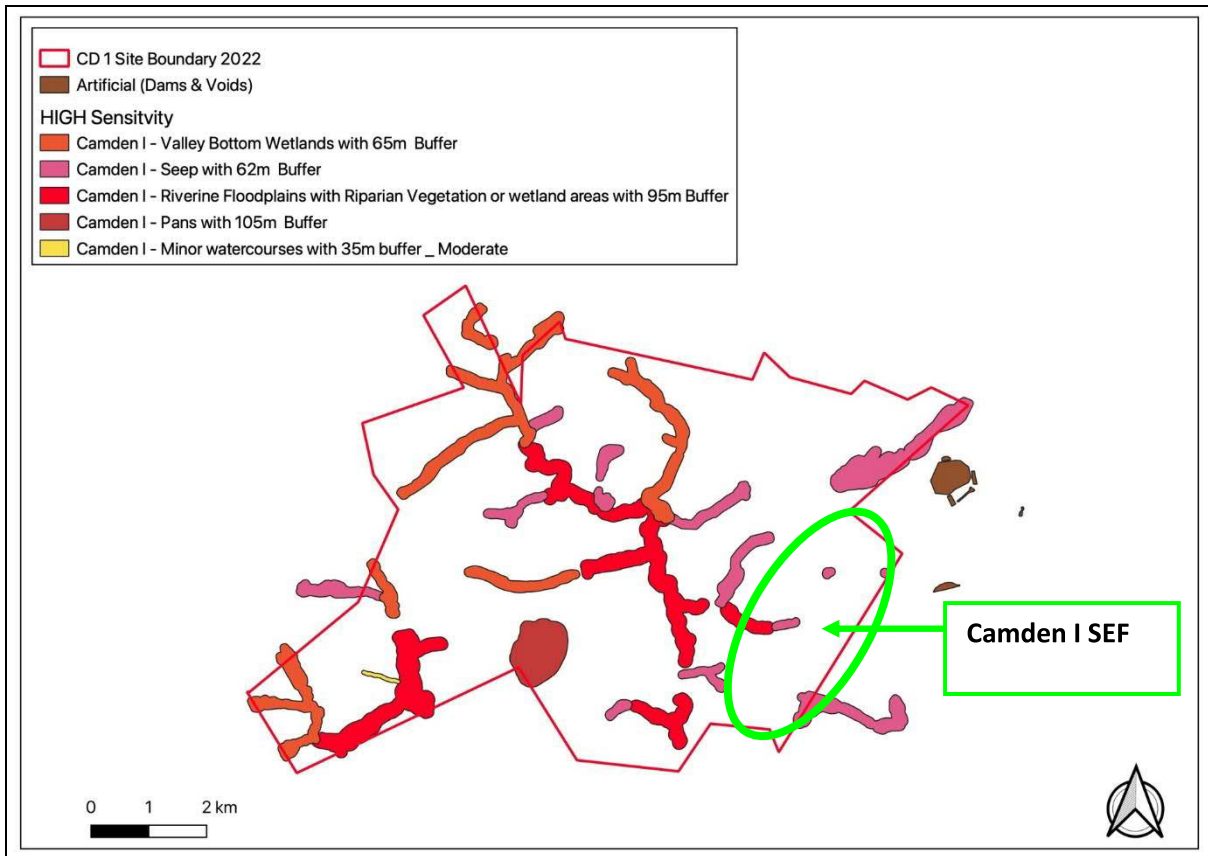 CD 1 Site Boundary 2022
Artificial (Dams & Voids)
HIGH Sensitvity
Camden I - Valley Bottom Wetlands with 65m Buffer
Camden I - Seep with 62m Buffer
Camden I - Riverine Floodplains with Riparian Vegetation or wetland areas with 95m Buffer
Camden I - Pans with 105m Buffer
Camden I - Minor watercourses with 35m buffer _ Moderate
Camden I SEF
0 1 2 km